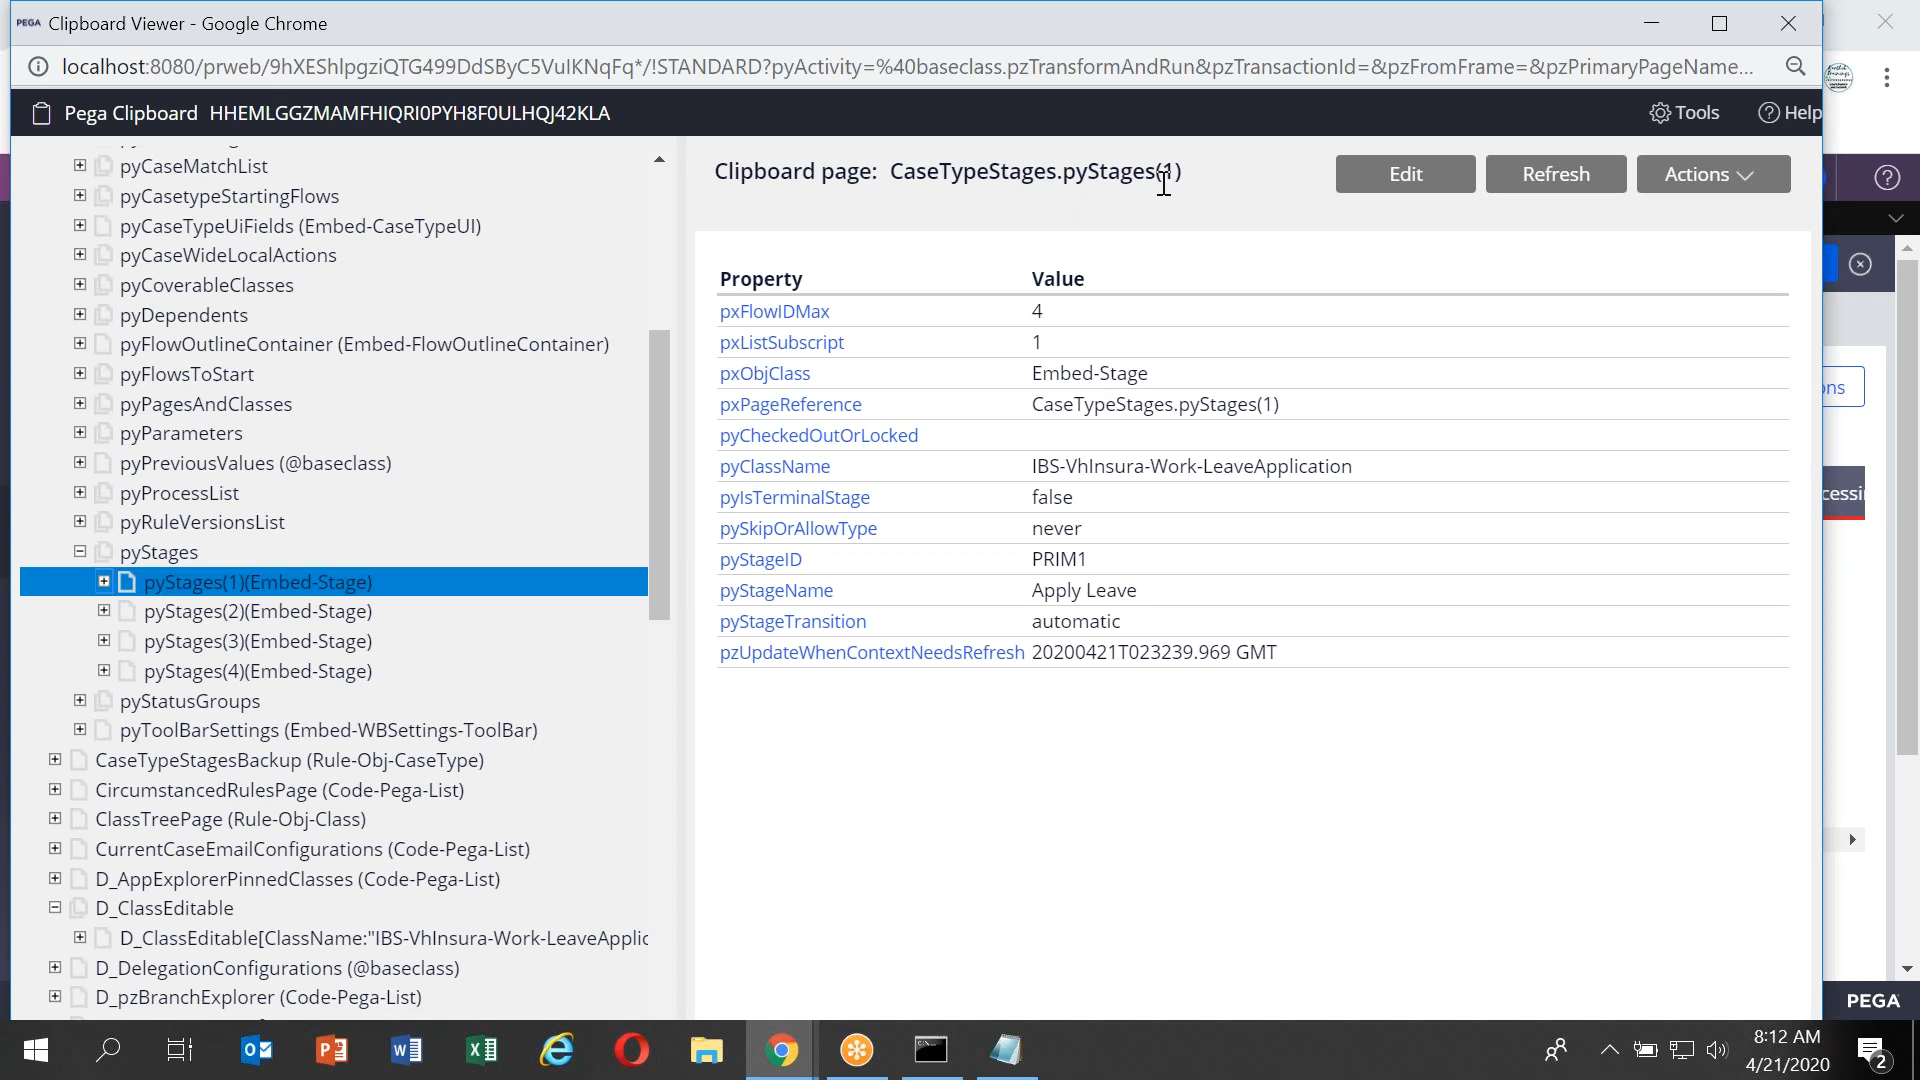 PEGA Clipboard Viewer - Google Chrome
localhost:8080/prweb/9hXEShlpgziQTG499DdSByC5VuIKNqFq*/!STANDARD?pyActivity=%40baseclass.pzTransformAndRun&pzTransactionId=&pzFromFrame=&pzPrimaryPageName...
Pega Clipboard HHEMLGGZMAMFHIQRI0PYH8F0ULHQJ42KLA
Tools
Help
pyCaseMatchList
pyCasetypeStartingFlows
pyCaseTypeUiFields (Embed-CaseTypeUI)
pyCaseWideLocalActions
pyCoverableClasses
pyDependents
pyFlowOutlineContainer (Embed-FlowOutlineContainer)
pyFlowsToStart
pyPagesAndClasses
pyParameters
pyPreviousValues (@baseclass)
pyProcessList
pyRuleVersionsList
pyStages
pyStages(1)(Embed-Stage)
pyStages(2)(Embed-Stage)
pyStages(3)(Embed-Stage)
pyStages(4)(Embed-Stage)
pyStatusGroups
pyToolBarSettings (Embed-WBSettings-ToolBar)
CaseTypeStagesBackup (Rule-Obj-CaseType)
CircumstancedRulesPage (Code-Pega-List)
ClassTreePage (Rule-Obj-Class)
CurrentCaseEmailConfigurations (Code-Pega-List)
D_AppExplorerPinnedClasses (Code-Pega-List)
D_ClassEditable
D_ClassEditable[ClassName:"IBS-VhInsura-Work-LeaveApplic
D_DelegationConfigurations (@baseclass)
D_pzBranchExplorer (Code-Pega-List)
Clipboard page: CaseTypeStages.pyStages(1)
Edit
Refresh
Actions
Property Value
pxFlowIDMax 4
pxListSubscript 1
pxObjClass Embed-Stage
pxPageReference CaseTypeStages.pyStages(1)
pyCheckedOutOrLocked
pyClassName IBS-VhInsura-Work-LeaveApplication
pyIsTerminalStage false
pySkipOrAllowType never
pyStageID PRIM1
pyStageName Apply Leave
pyStageTransition automatic
pzUpdateWhenContextNeedsRefresh 20200421T023239.969 GMT
ons
cessi
PEGA
8:12 AM
4/21/2020
2